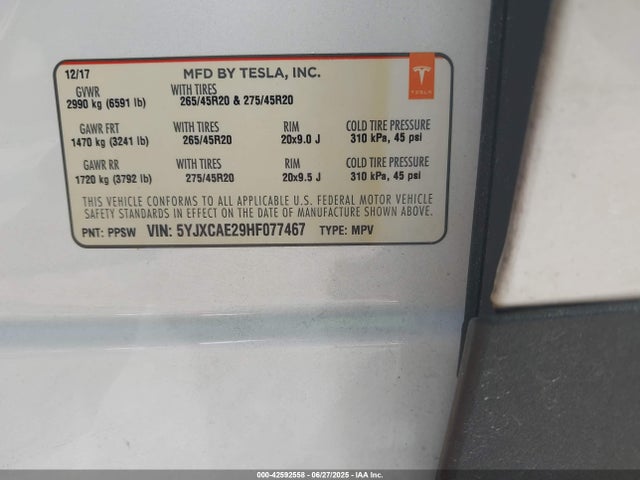 12/17 MFD BY TESLA, INC.
TESLA
GVWR WITH TIRES
2990 kg (6591 lb) 265/45R20 & 275/45R20
GAWR FRT WITH TIRES RIM COLD TIRE PRESSURE
1470 kg (3241 lb) 265/45R20 20x9.0 J 310 kPa, 45 psi
GAWR RR WITH TIRES RIM COLD TIRE PRESSURE
1720 kg (3792 lb) 275/45R20 20x9.5 J 310 kPa, 45 psi
THIS VEHICLE CONFORMS TO ALL APPLICABLE U.S. FEDERAL MOTOR VEHICLE
SAFETY STANDARDS IN EFFECT ON THE DATE OF MANUFACTURE SHOWN ABOVE.
PNT: PPSW VIN: 5YJXCAE29HF077467 TYPE: MPV
000-42592558 - 06/27/2025 - IAA Inc.